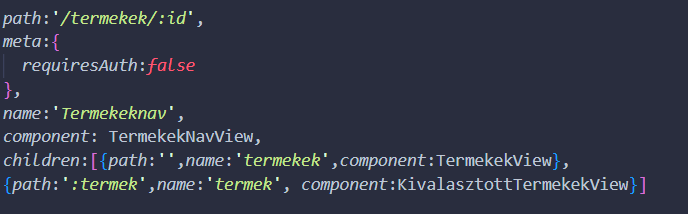 path:'/termekek/:id',
meta:{
requiresAuth:false
},
name:'Termekeknav',
component: TermekekNavView,
children:[{path:'',name:'termekek',component:TermekekView},
{path:':termek',name:'termek', component:KivalasztottTermekekView}]